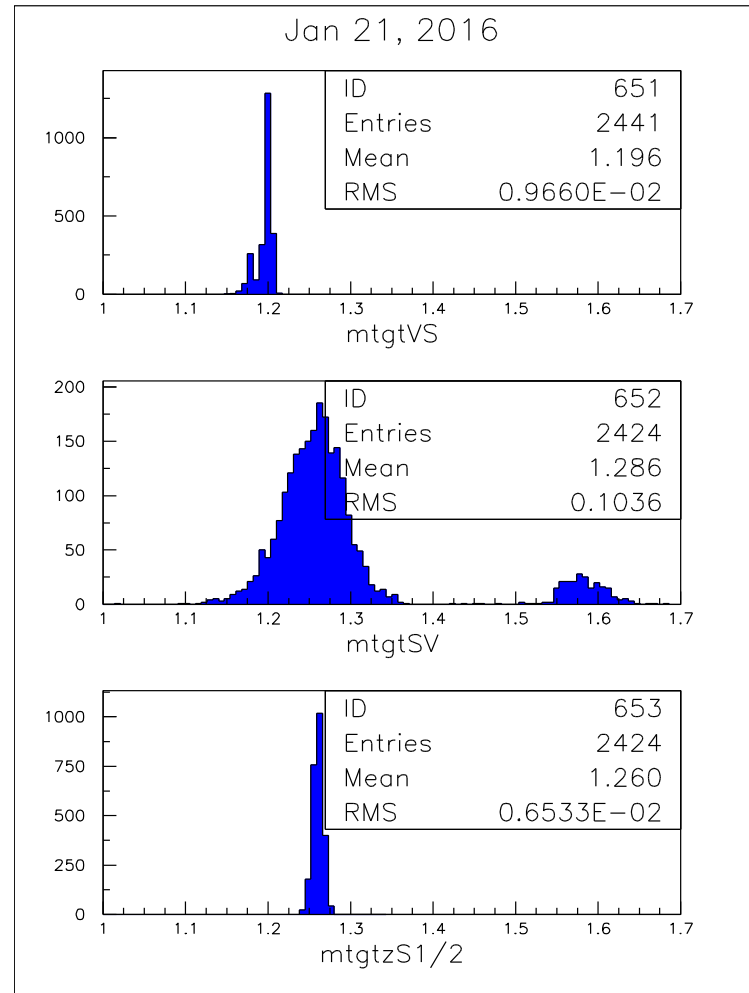 Jan 21, 2016
ID 651
Entries 2441
Mean 1.196
RMS 0.9660E-02
1000
500
0
1 1.1 1.2 1.3 1.4 1.5 1.6 1.7
mtgtVS
ID 652
Entries 2424
Mean 1.286
RMS 0.1036
200
150
100
50
0
1 1.1 1.2 1.3 1.4 1.5 1.6 1.7
mtgtSV
ID 653
Entries 2424
Mean 1.260
RMS 0.6533E-02
1000
750
500
250
0
1 1.1 1.2 1.3 1.4 1.5 1.6 1.7
mtgtzS1/2